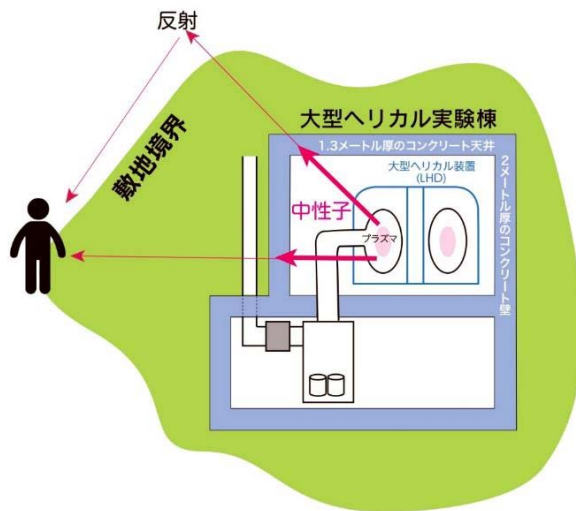 反射
敷地境界
大型ヘリカル実験棟
1.3メートル厚のコンクリート天井
大型ヘリカル装置
(LHD)
2メートル厚のコンクリート壁
中性子
プラズマ